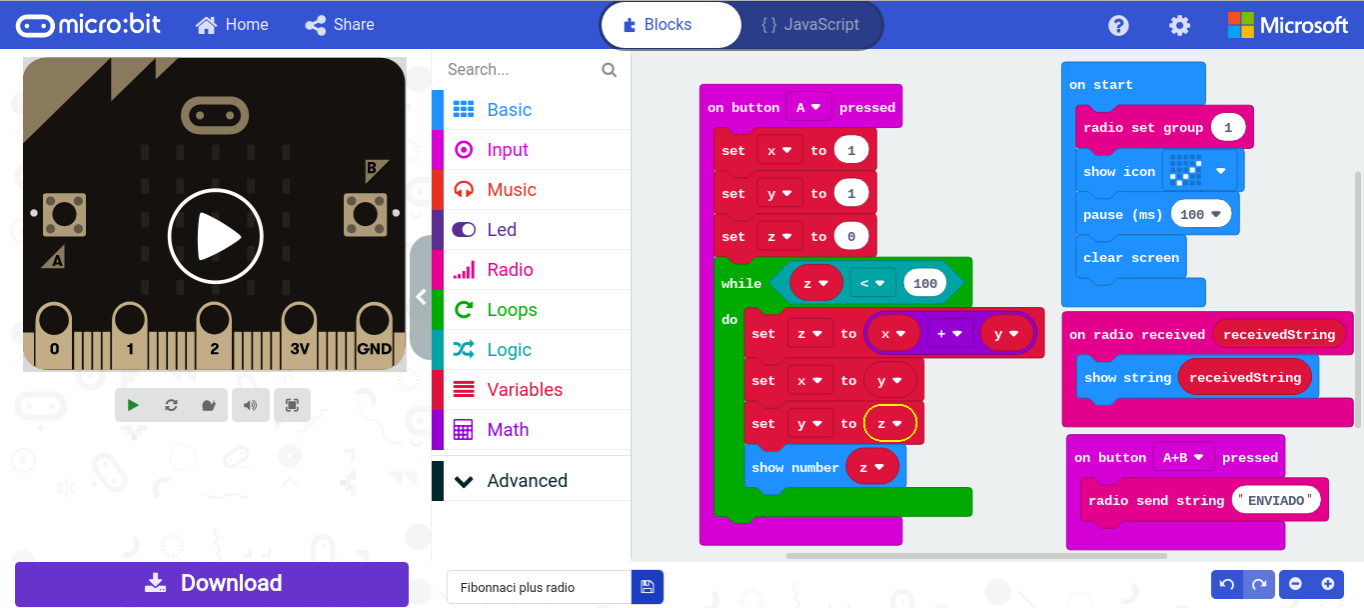 micro:bit Home Share Blocks { } JavaScript ? Microsoft
B
A
0 1 2 3V GND
Download
Search...
Basic
Input
Music
Led
Radio
Loops
Logic
Variables
Math
Advanced
Fibonnaci plus radio
on button A pressed
set x to 1
set y to 1
set z to 0
while z < 100
do set z to x + y
set x to y
set y to z
show number z
on start
radio set group 1
show icon
pause (ms) 100
clear screen
on radio received receivedString
show string receivedString
on button A+B pressed
radio send string "ENVIADO"